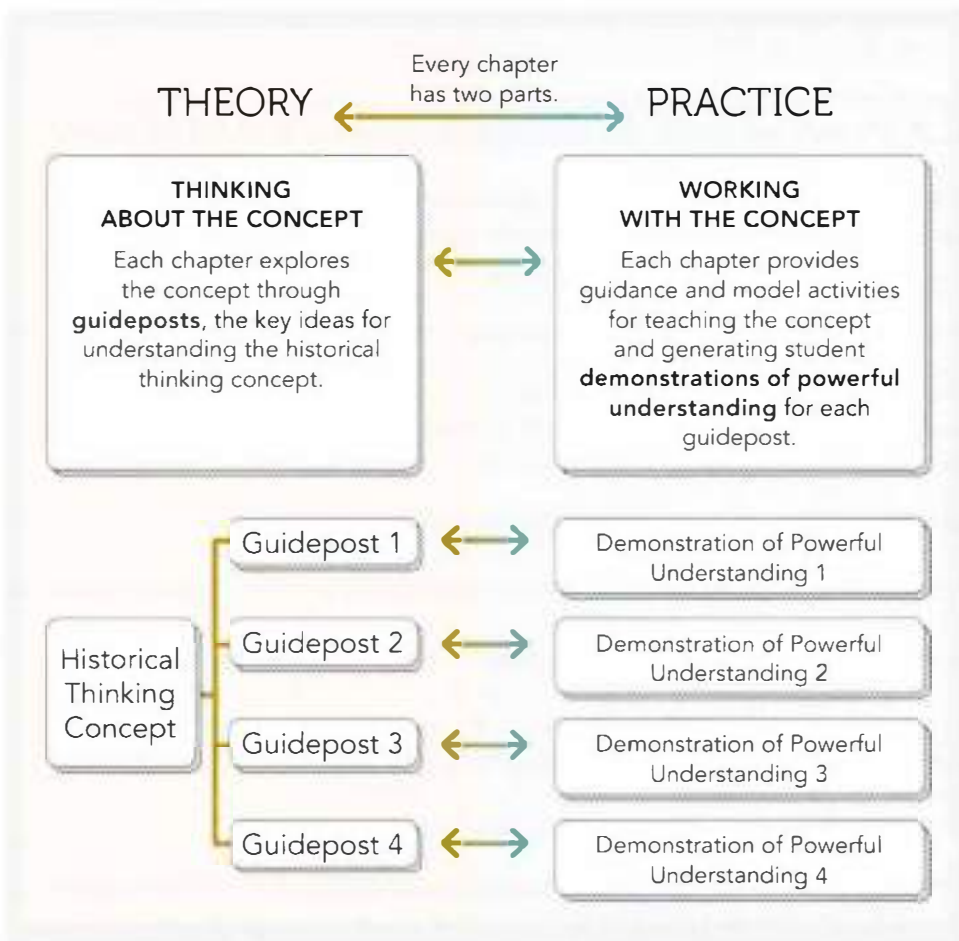 Every chapter
has two parts.
THEORY
PRACTICE
THINKING
ABOUT THE CONCEPT
Each chapter explores
the concept through
guideposts, the key ideas for
understanding the historical
thinking concept.
WORKING
WITH THE CONCEPT
Each chapter provides
guidance and model activities
for teaching the concept
and generating student
demonstrations of powerful
understanding for each
guidepost.
Historical
Thinking
Concept
Guidepost 1
Demonstration of Powerful
Understanding 1
Guidepost 2
Demonstration of Powerful
Understanding 2
Guidepost 3
Demonstration of Powerful
Understanding 3
Guidepost 4
Demonstration of Powerful
Understanding 4